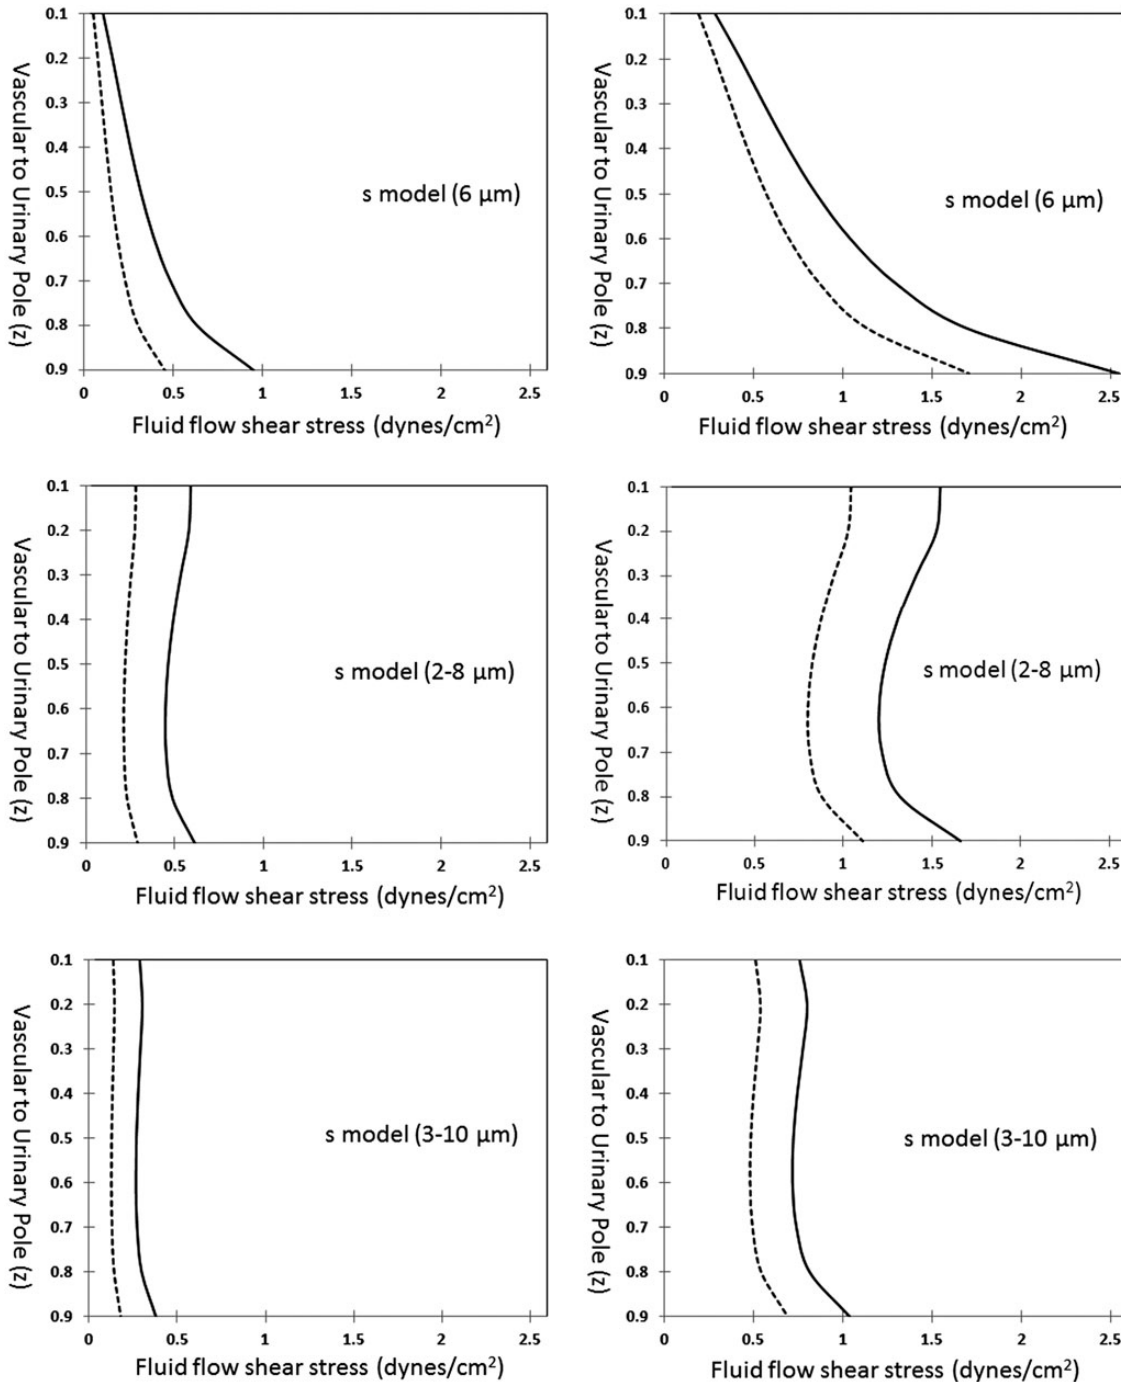 0.1
0.2
0.3
0.4
0.5
0.6
0.7
0.8
0.9
Vascular to Urinary Pole (z)
s model (6 μm)
0 0.5 1 1.5 2 2.5
Fluid flow shear stress (dynes/cm²)
0.1
0.2
0.3
0.4
0.5
0.6
0.7
0.8
0.9
Vascular to Urinary Pole (z)
s model (6 μm)
0 0.5 1 1.5 2 2.5
Fluid flow shear stress (dynes/cm²)
0.1
0.2
0.3
0.4
0.5
0.6
0.7
0.8
0.9
Vascular to Urinary Pole (z)
s model (2-8 μm)
0 0.5 1 1.5 2 2.5
Fluid flow shear stress (dynes/cm²)
0.1
0.2
0.3
0.4
0.5
0.6
0.7
0.8
0.9
Vascular to Urinary Pole (z)
s model (2-8 μm)
0 0.5 1 1.5 2 2.5
Fluid flow shear stress (dynes/cm²)
0.1
0.2
0.3
0.4
0.5
0.6
0.7
0.8
0.9
Vascular to Urinary Pole (z)
s model (3-10 μm)
0 0.5 1 1.5 2 2.5
Fluid flow shear stress (dynes/cm²)
0.1
0.2
0.3
0.4
0.5
0.6
0.7
0.8
0.9
Vascular to Urinary Pole (z)
s model (3-10 μm)
0 0.5 1 1.5 2 2.5
Fluid flow shear stress (dynes/cm²)